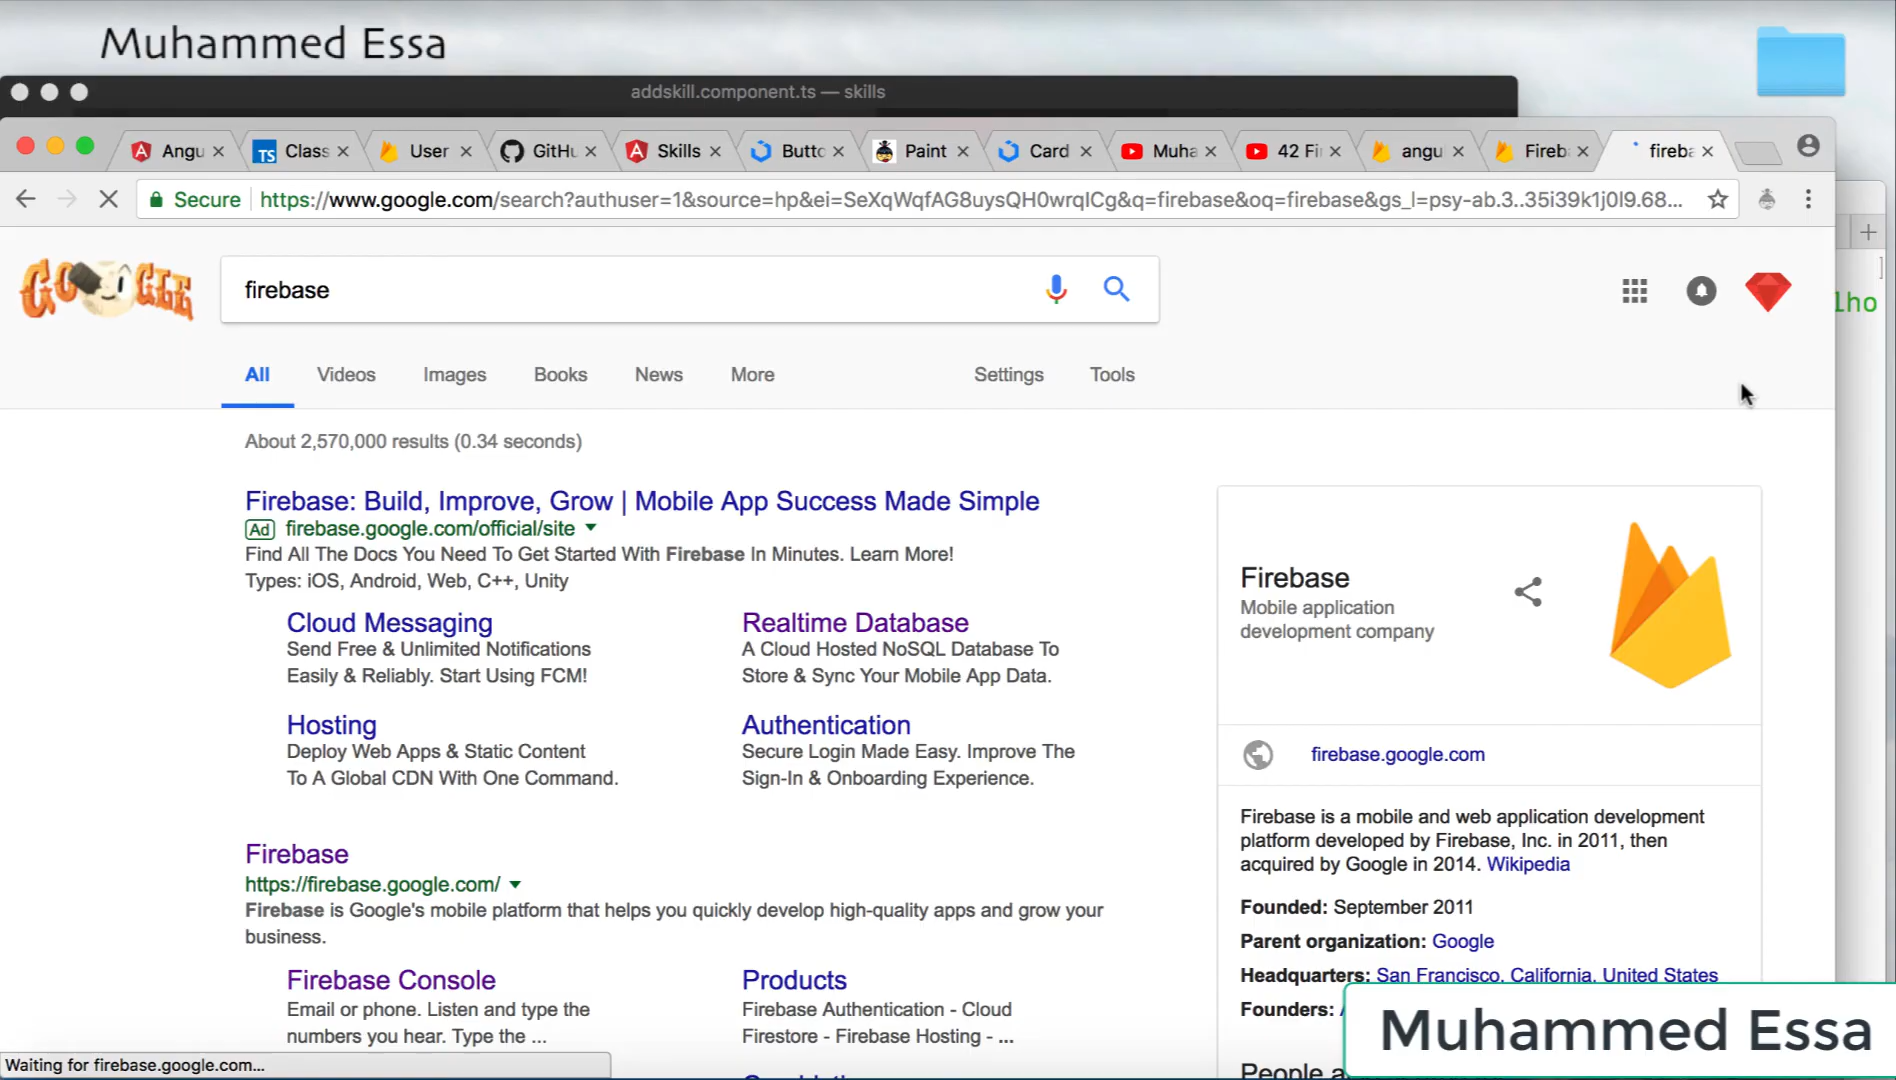 Muhammed Essa
addskill.component.ts — skills
Angu
TS
Class
User
GitHu
Skills
Butto
Paint
Card
Muha
42 Fi
angu
Fireb
fireba
Secure
https://www.google.com/search?authuser=1&source=hp&ei=SeXqWqfAG8uysQH0wrqICg&q=firebase&oq=firebase&gs_l=psy-ab.3..35i39k1j0l9.68...
lho
GOOGLE
firebase
All
Videos
Images
Books
News
More
Settings
Tools
About 2,570,000 results (0.34 seconds)
Firebase: Build, Improve, Grow | Mobile App Success Made Simple
Ad firebase.google.com/official/site
Find All The Docs You Need To Get Started With Firebase In Minutes. Learn More!
Types: iOS, Android, Web, C++, Unity
Cloud Messaging
Send Free & Unlimited Notifications
Easily & Reliably. Start Using FCM!
Realtime Database
A Cloud Hosted NoSQL Database To
Store & Sync Your Mobile App Data.
Hosting
Deploy Web Apps & Static Content
To A Global CDN With One Command.
Authentication
Secure Login Made Easy. Improve The
Sign-In & Onboarding Experience.
Firebase
https://firebase.google.com/
Firebase is Google's mobile platform that helps you quickly develop high-quality apps and grow your
business.
Firebase Console
Email or phone. Listen and type the
numbers you hear. Type the ...
Products
Firebase Authentication - Cloud
Firestore - Firebase Hosting - ...
Firebase
Mobile application
development company
firebase.google.com
Firebase is a mobile and web application development
platform developed by Firebase, Inc. in 2011, then
acquired by Google in 2014. Wikipedia
Founded: September 2011
Parent organization: Google
Headquarters: San Francisco, California, United States
Founders:
People a
Waiting for firebase.google.com...
Muhammed Essa